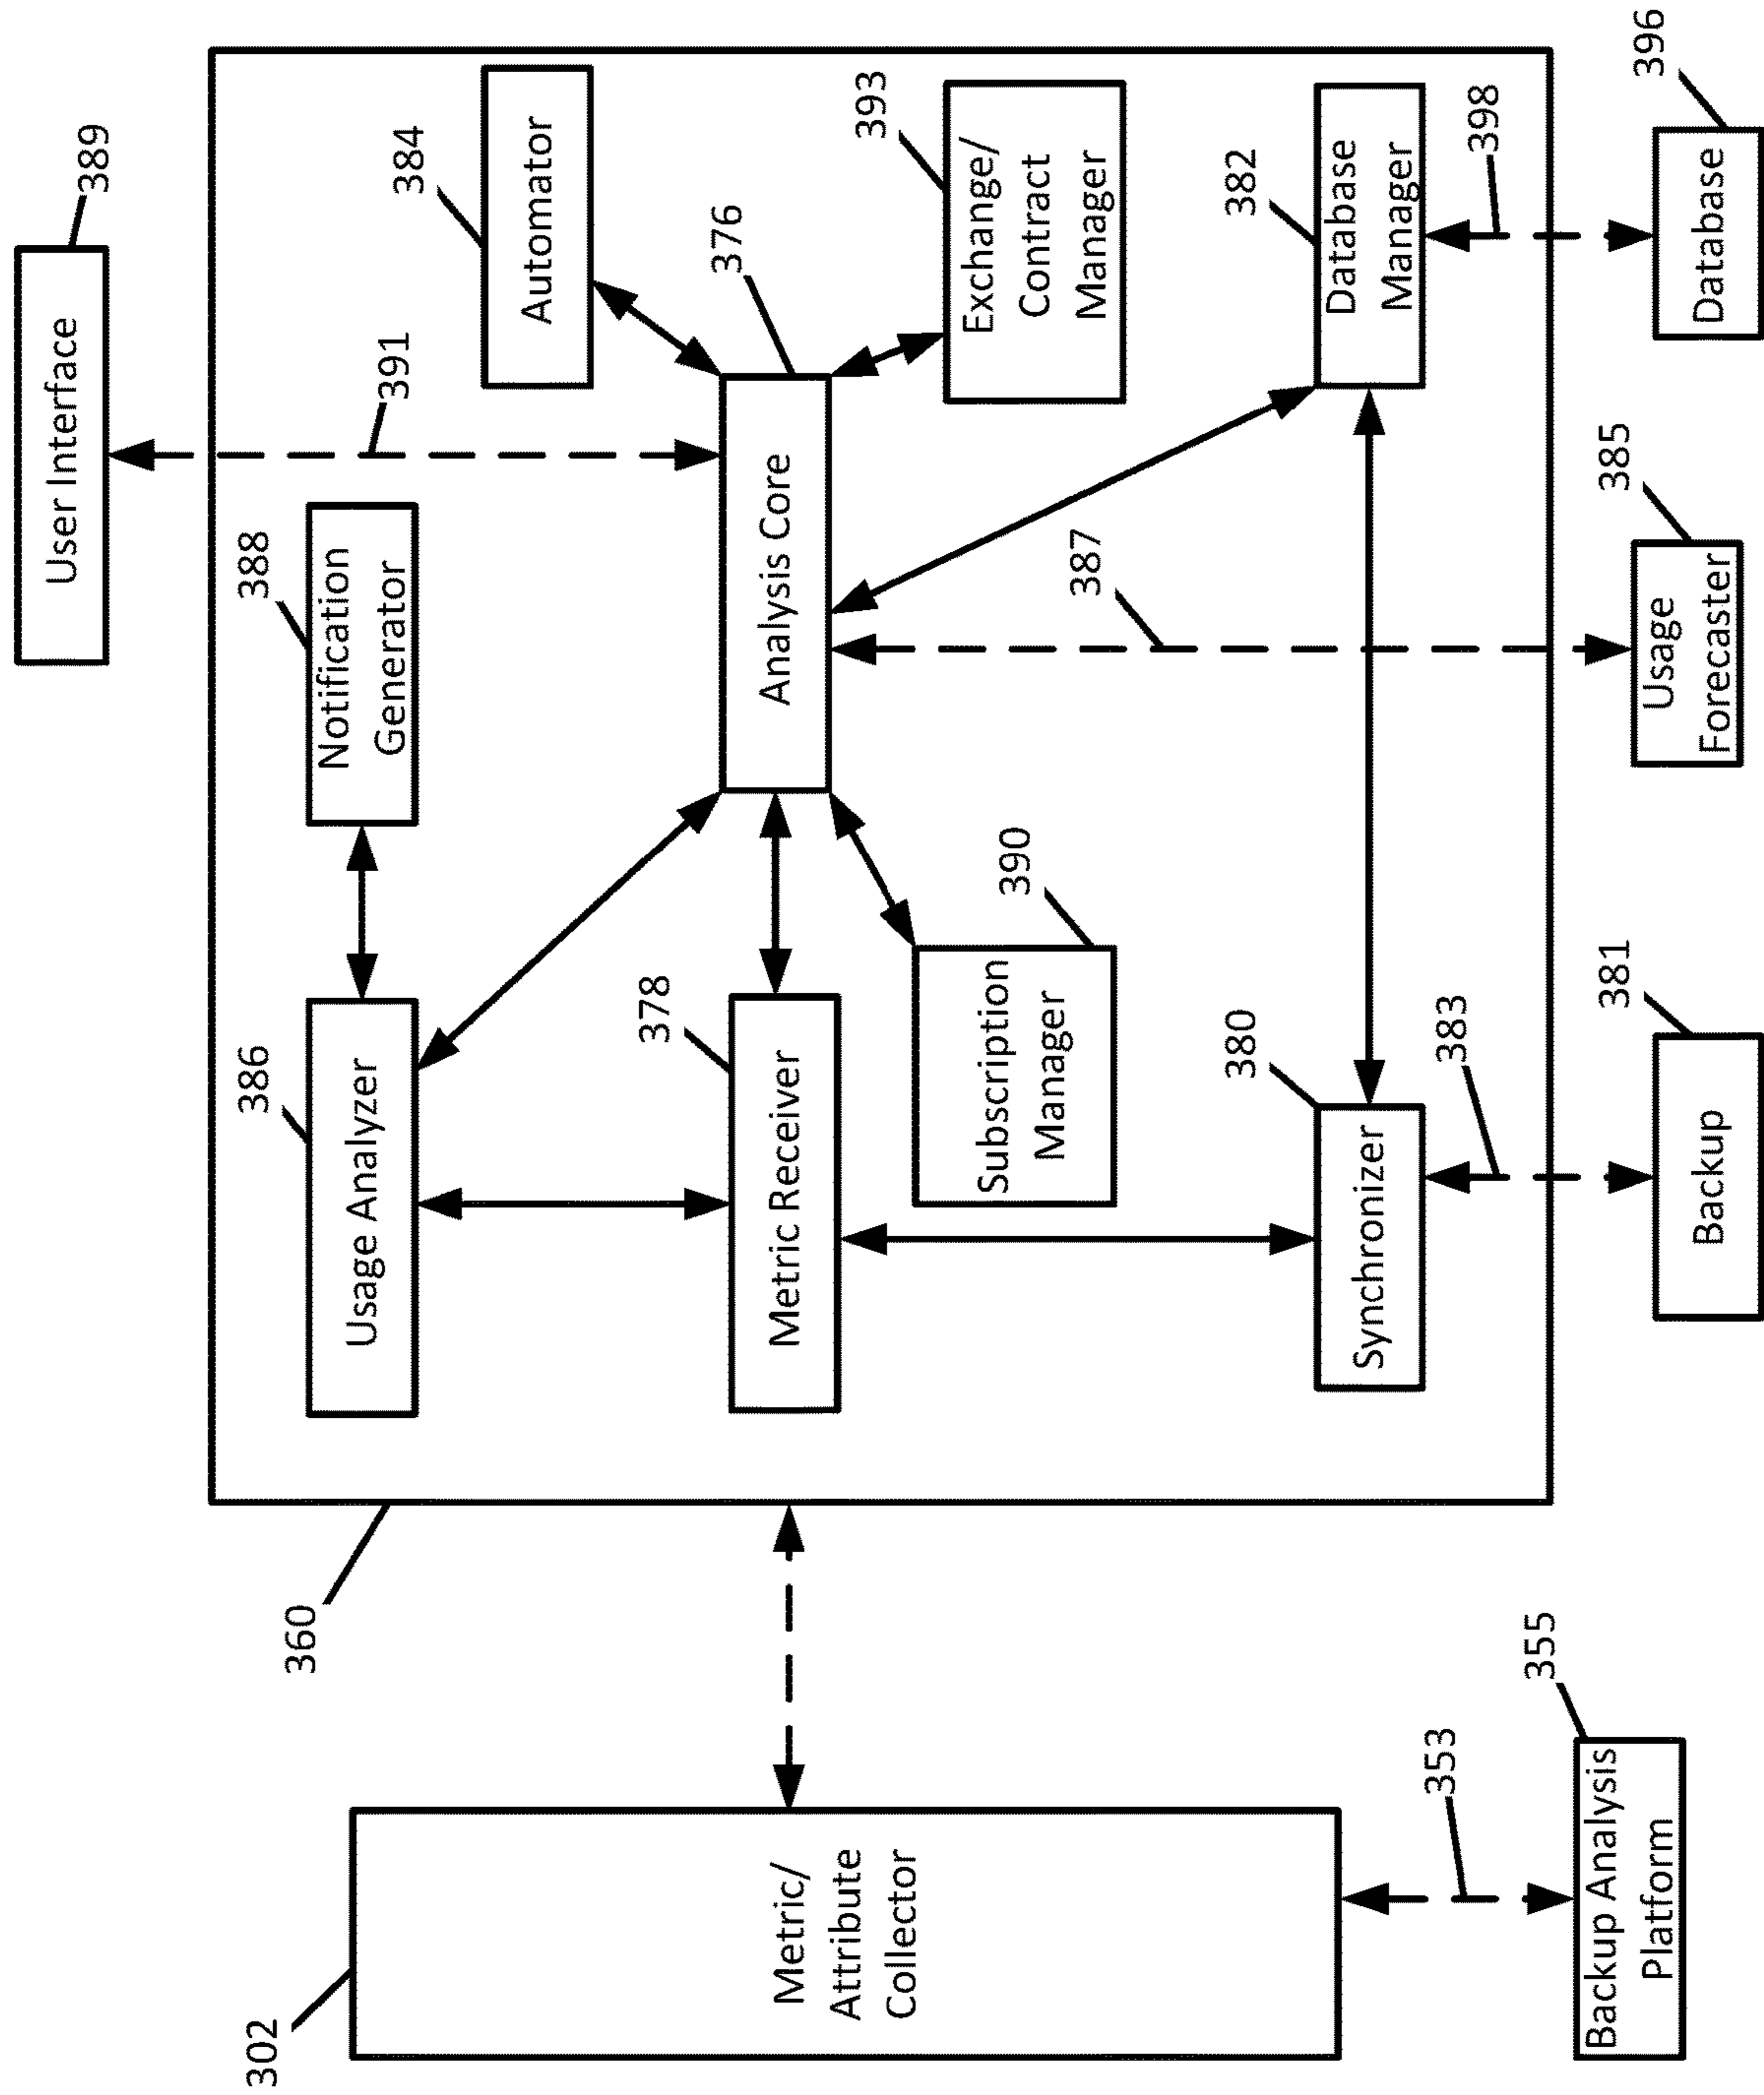 User Interface
389
391
388
Notification
Generator
384
Automator
386
Usage Analyzer
376
Analysis Core
393
Exchange/
Contract
Manager
378
Metric Receiver
390
Subscription
Manager
382
Database
Manager
380
Synchronizer
387
398
383
396
Database
385
Usage
Forecaster
381
Backup
360
302
Metric/
Attribute
Collector
353
355
Backup Analysis
Platform